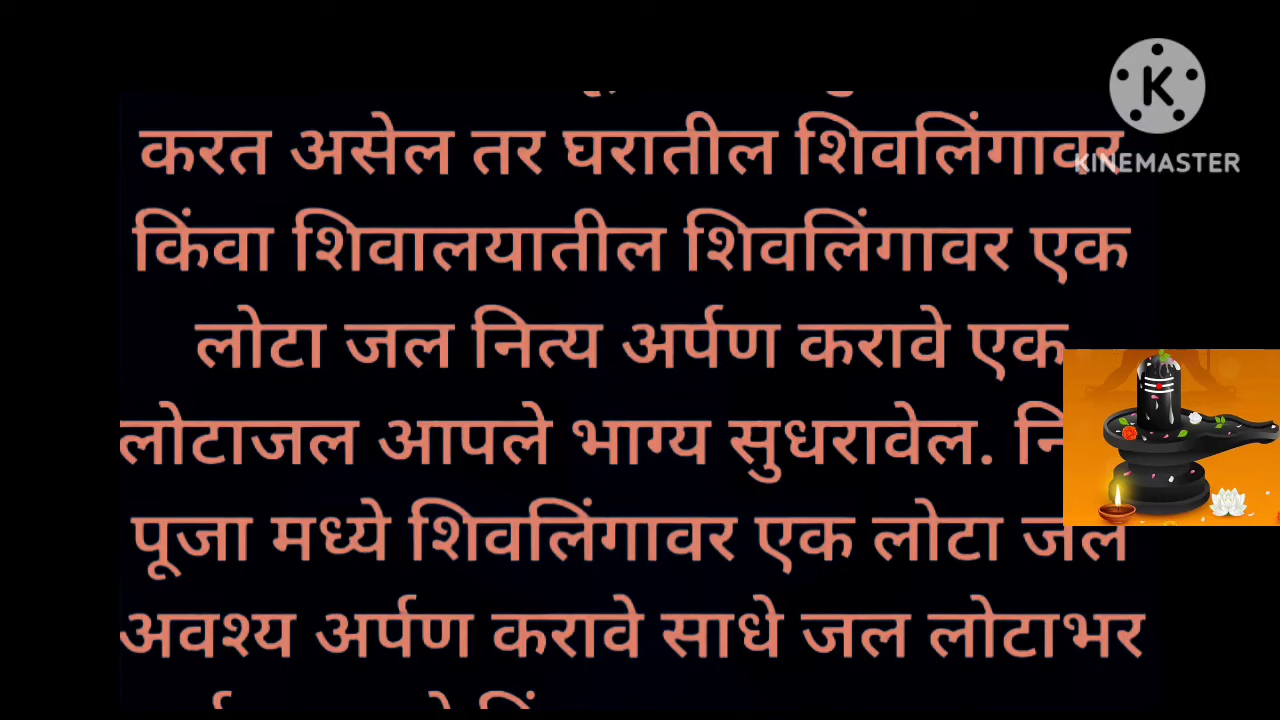 करत असेल तर घरातील शिवलिंगावर
किंवा शिवालयातील शिवलिंगावर एक
लोटा जल नित्य अर्पण करावे एक
लोटाजल आपले भाग्य सुधरावेल.
पूजा मध्ये शिवलिंगावर एक लोटा जल
अवश्य अर्पण करावे साधे जल लोटाभर
KINEMASTER